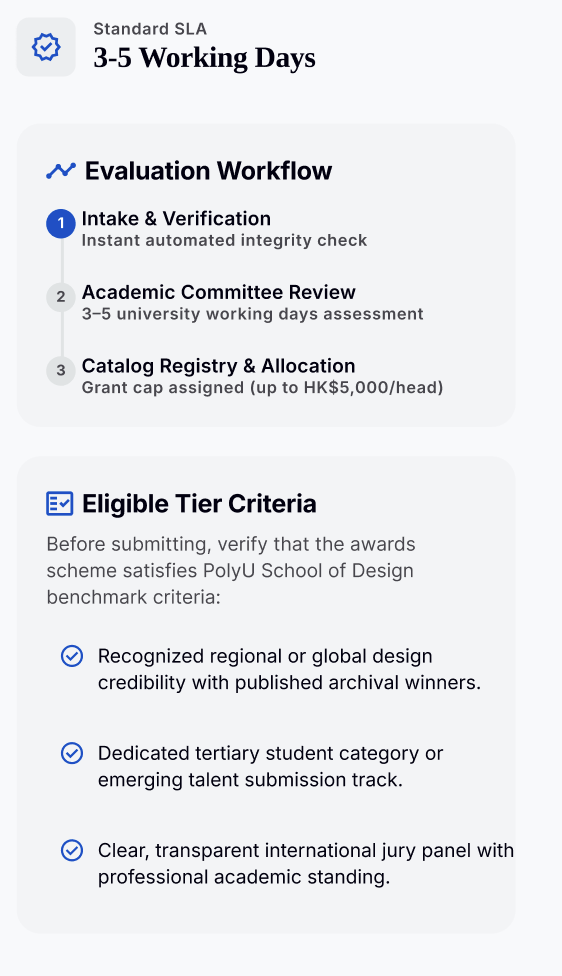 Standard SLA
3-5 Working Days
Evaluation Workflow
1
Intake & Verification
Instant automated integrity check
2
Academic Committee Review
3–5 university working days assessment
3
Catalog Registry & Allocation
Grant cap assigned (up to HK$5,000/head)
Eligible Tier Criteria
Before submitting, verify that the awards
scheme satisfies PolyU School of Design
benchmark criteria:
Recognized regional or global design
credibility with published archival winners.
Dedicated tertiary student category or
emerging talent submission track.
Clear, transparent international jury panel with
professional academic standing.